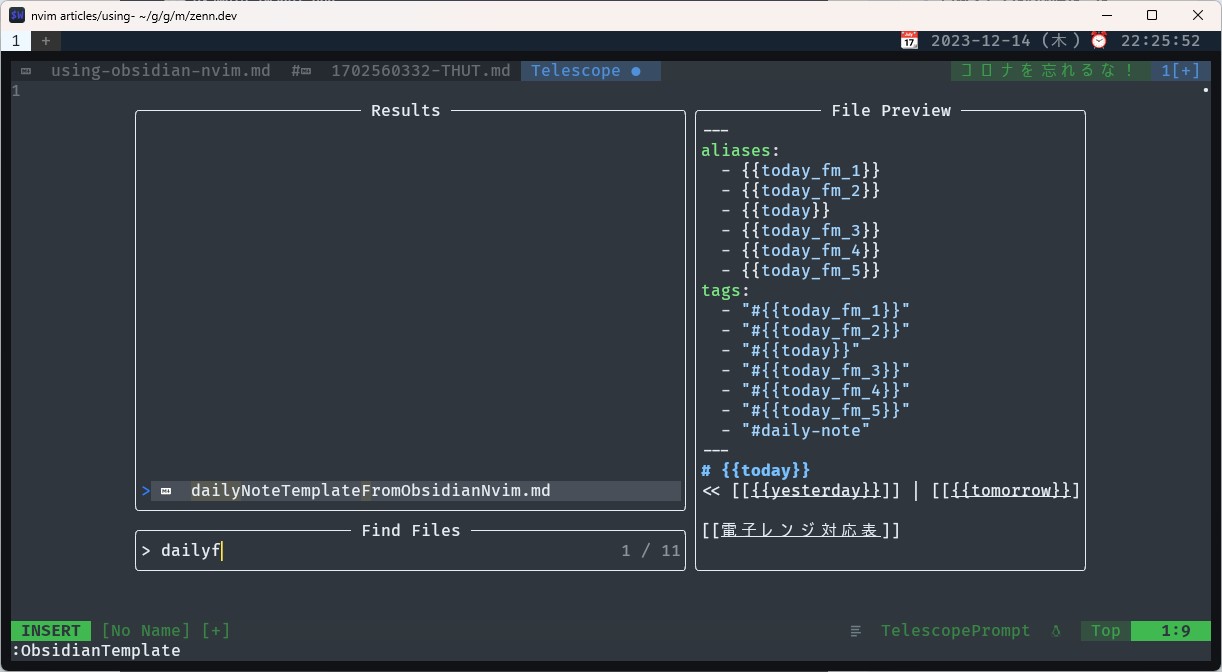 nvim articles/using- ~/g/g/m/zenn.dev
1 + 📅 2023-12-14 (木) ⏰ 22:25:52
using-obsidian-nvim.md # 1702560332-THUT.md Telescope ● コロナを忘れるな! 1[+]
1
Results
File Preview
---
aliases:
- {{today_fm_1}}
- {{today_fm_2}}
- {{today}}
- {{today_fm_3}}
- {{today_fm_4}}
- {{today_fm_5}}
tags:
- "#{{today_fm_1}}"
- "#{{today_fm_2}}"
- "#{{today}}"
- "#{{today_fm_3}}"
- "#{{today_fm_4}}"
- "#{{today_fm_5}}"
- "#daily-note"
---
# {{today}}
<< [[{{yesterday}}]] | [[{{tomorrow}}]
[[電子レンジ対応表]]
> dailyNoteTemplateFromObsidianNvim.md
Find Files
> dailyf 1 / 11
INSERT [No Name] [+] TelescopePrompt Top 1:9
:ObsidianTemplate